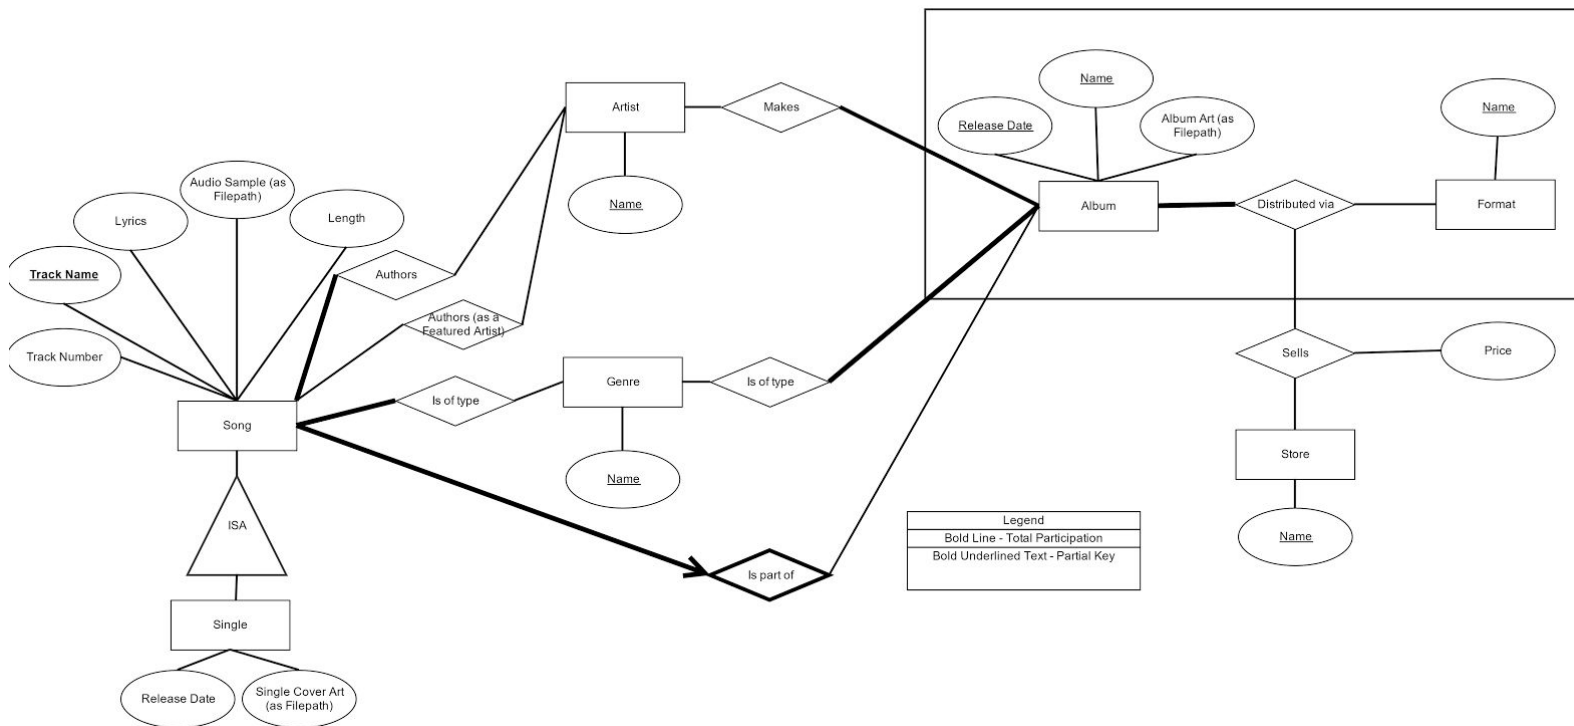 Artist
Makes
Name
Release Date
Name
Album Art (as
Filepath)
Name
Album
Distributed via
Format
Audio Sample (as
Filepath)
Lyrics
Length
Track Name
Track Number
Authors
Authors (as a
Featured Artist)
Name
Song
Is of type
Genre
Is of type
Name
Sells
Price
Store
Name
ISA
Is part of
Legend
Bold Line - Total Participation
Bold Underlined Text - Partial Key
Single
Release Date
Single Cover Art
(as Filepath)